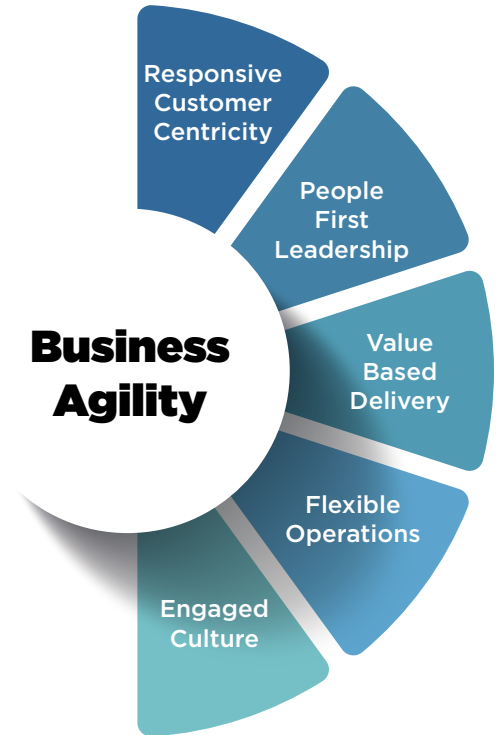 Responsive
Customer
Centricity
People
First
Leadership
Business
Agility
Value
Based
Delivery
Flexible
Operations
Engaged
Culture